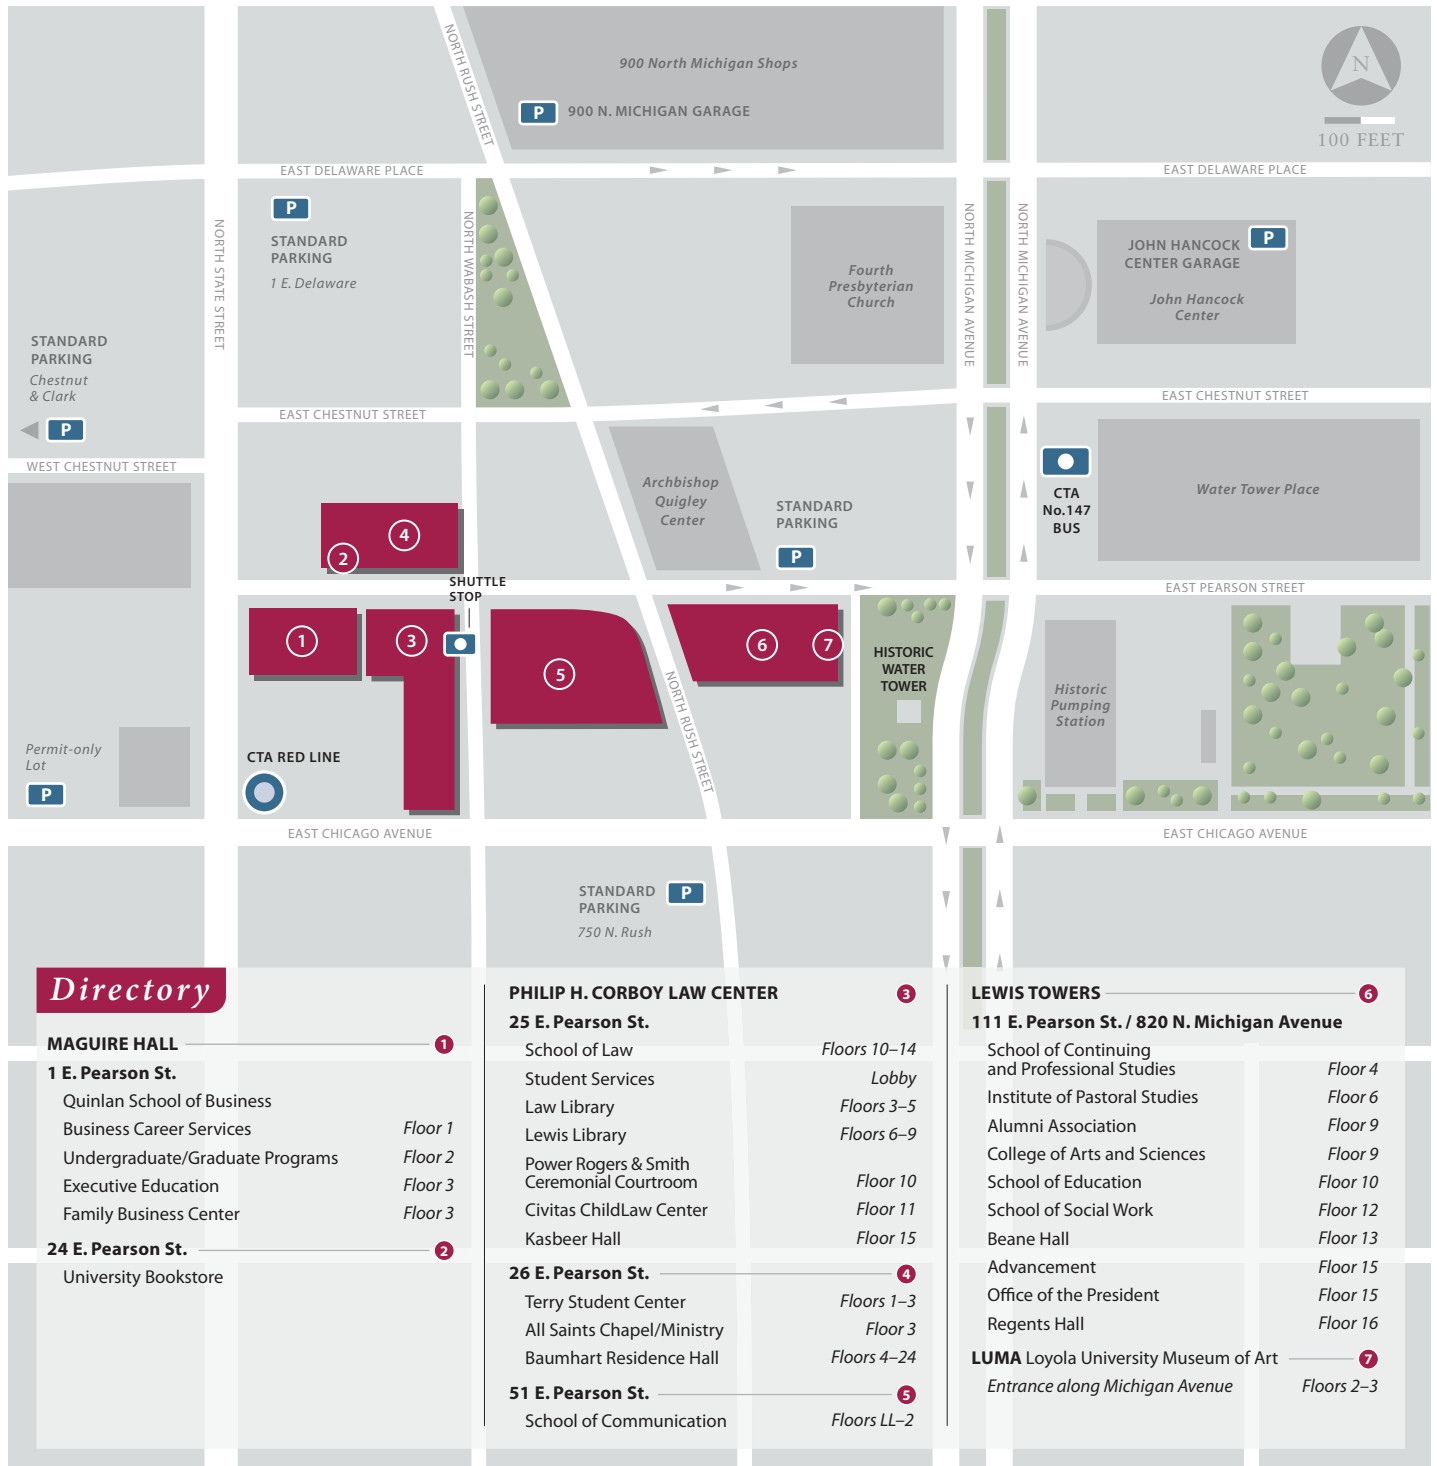 900 North Michigan Shops
P
900 N. MICHIGAN GARAGE
N
100 FEET
NORTH RUSH STREET
EAST DELAWARE PLACE
EAST DELAWARE PLACE
P
STANDARD
PARKING
1 E. Delaware
NORTH STATE STREET
NORTH WABASH STREET
Fourth
Presbyterian
Church
NORTH MICHIGAN AVENUE
NORTH MICHIGAN AVENUE
JOHN HANCOCK
CENTER GARAGE
P
John Hancock
Center
STANDARD
PARKING
Chestnut
& Clark
P
EAST CHESTNUT STREET
EAST CHESTNUT STREET
WEST CHESTNUT STREET
Archbishop
Quigley
Center
STANDARD
PARKING
P
CTA
No.147
BUS
Water Tower Place
4
2
SHUTTLE
STOP
EAST PEARSON STREET
1
3
5
6
7
NORTH RUSH STREET
HISTORIC
WATER
TOWER
Historic
Pumping
Station
Permit-only
Lot
P
CTA RED LINE
EAST CHICAGO AVENUE
EAST CHICAGO AVENUE
STANDARD
PARKING
P
750 N. Rush
Directory
MAGUIRE HALL 1
1 E. Pearson St.
Quinlan School of Business
Business Career Services Floor 1
Undergraduate/Graduate Programs Floor 2
Executive Education Floor 3
Family Business Center Floor 3
24 E. Pearson St. 2
University Bookstore
PHILIP H. CORBOY LAW CENTER 3
25 E. Pearson St.
School of Law Floors 10–14
Student Services Lobby
Law Library Floors 3–5
Lewis Library Floors 6–9
Power Rogers & Smith
Ceremonial Courtroom Floor 10
Civitas ChildLaw Center Floor 11
Kasbeer Hall Floor 15
26 E. Pearson St. 4
Terry Student Center Floors 1–3
All Saints Chapel/Ministry Floor 3
Baumhart Residence Hall Floors 4–24
51 E. Pearson St. 5
School of Communication Floors LL–2
LEWIS TOWERS 6
111 E. Pearson St. / 820 N. Michigan Avenue
School of Continuing
and Professional Studies Floor 4
Institute of Pastoral Studies Floor 6
Alumni Association Floor 9
College of Arts and Sciences Floor 9
School of Education Floor 10
School of Social Work Floor 12
Beane Hall Floor 13
Advancement Floor 15
Office of the President Floor 15
Regents Hall Floor 16
LUMA Loyola University Museum of Art 7
Entrance along Michigan Avenue Floors 2–3